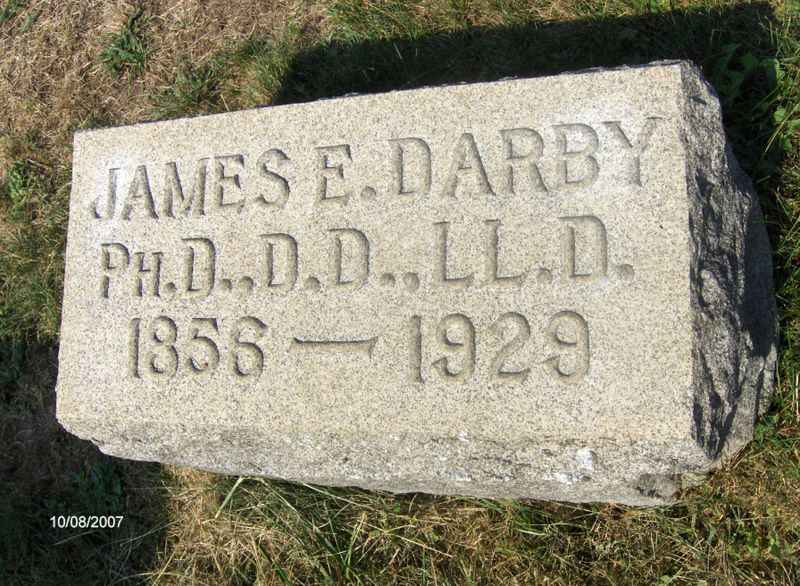 JAMES E. DARBY
PH.D., D.D., LL.D.
1856 — 1929
10/08/2007